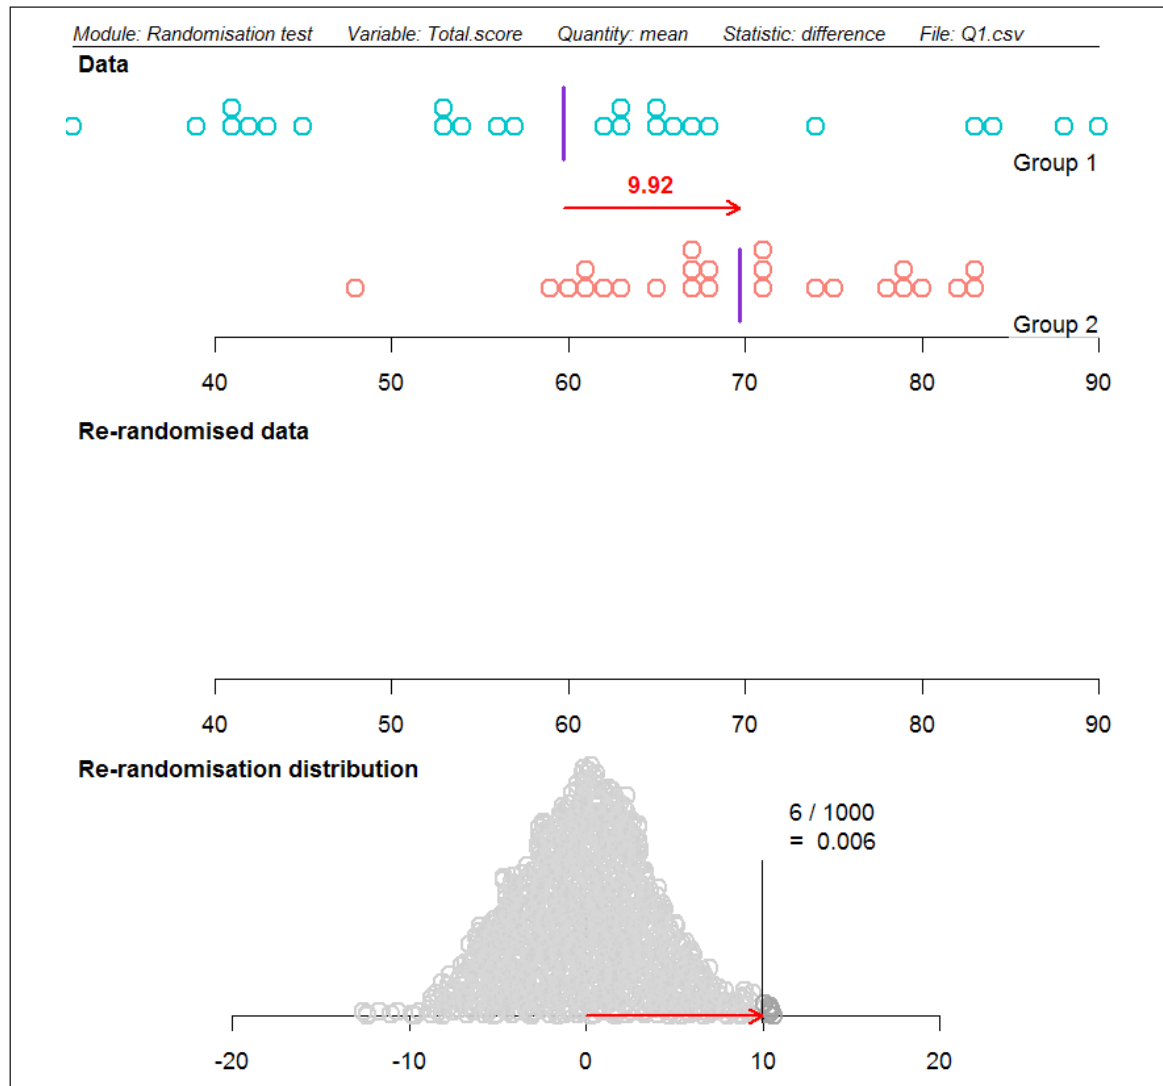 Module: Randomisation test Variable: Total.score Quantity: mean Statistic: difference File: Q1.csv
Data
Group 1
9.92
Group 2
40 50 60 70 80 90
Re-randomised data
40 50 60 70 80 90
Re-randomisation distribution
6 / 1000
= 0.006
-20 -10 0 10 20